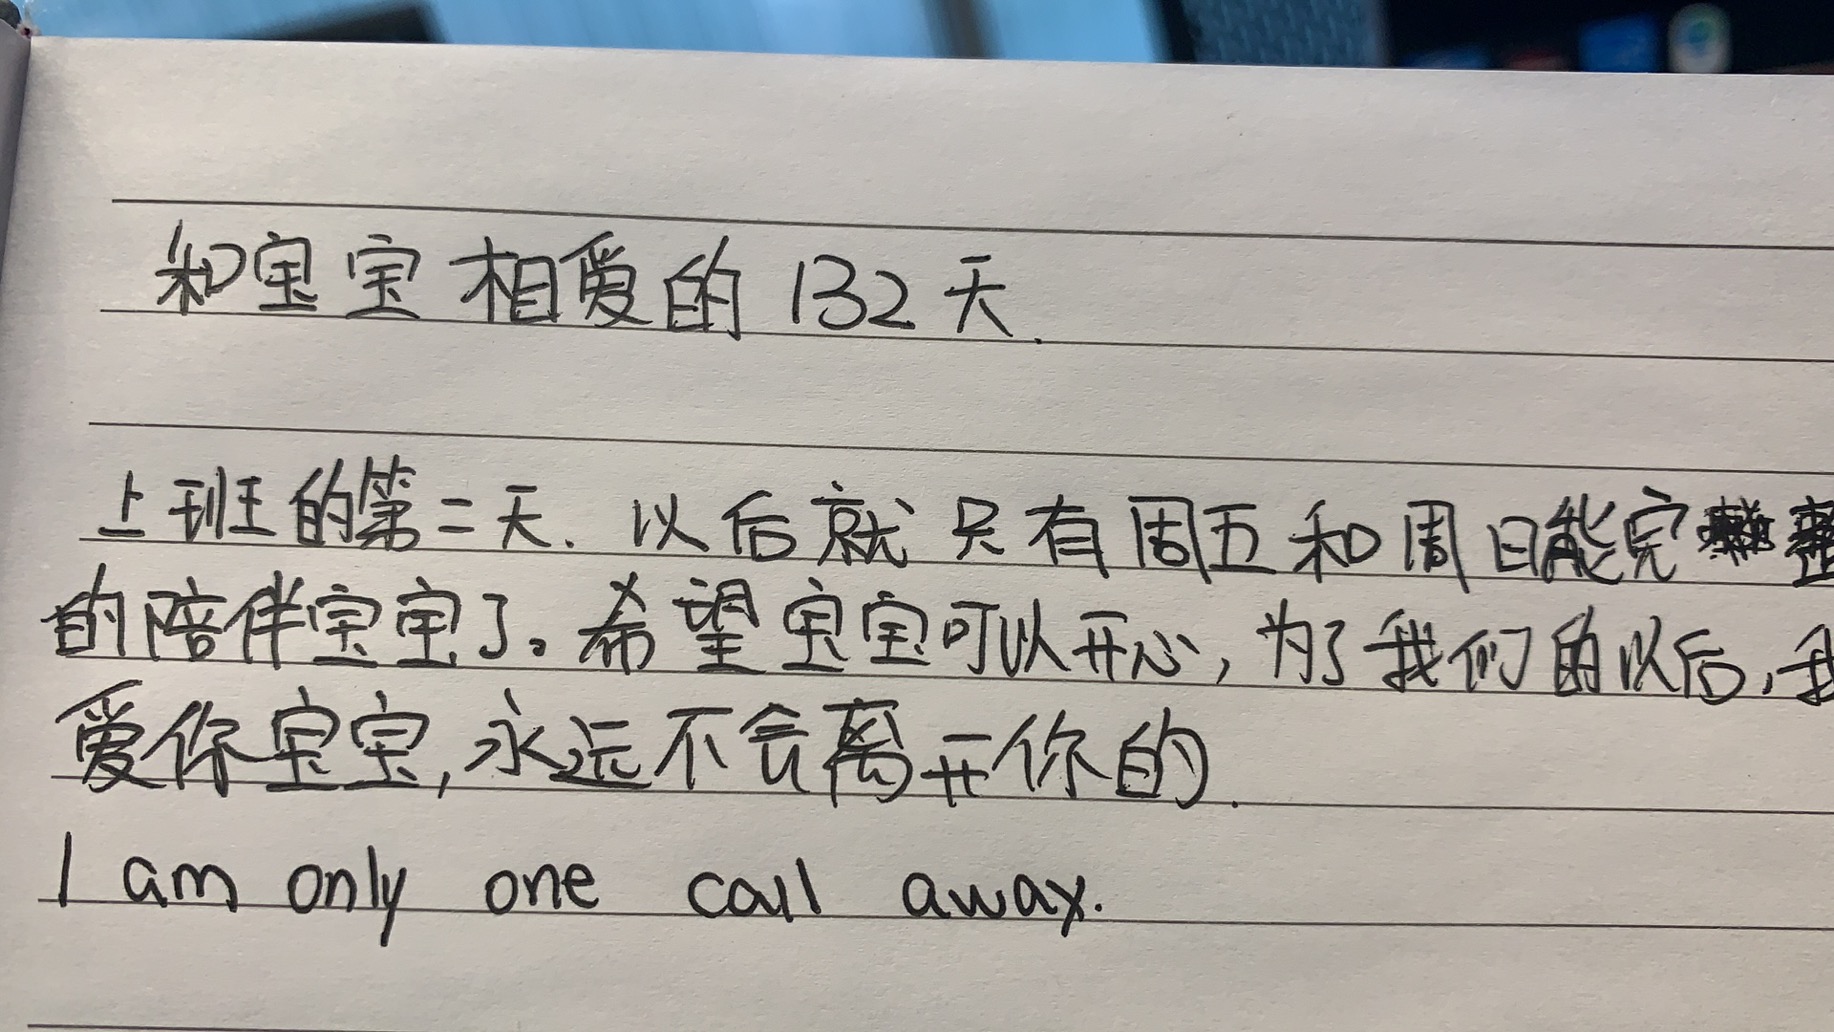 和宝宝相爱的132天.
上班的第二天.以后就只有周五和周日能完整
的陪伴宝宝了。希望宝宝可以开心,为了我们的以后,我
爱你宝宝,永远不会离开你的.
I am only one call away.